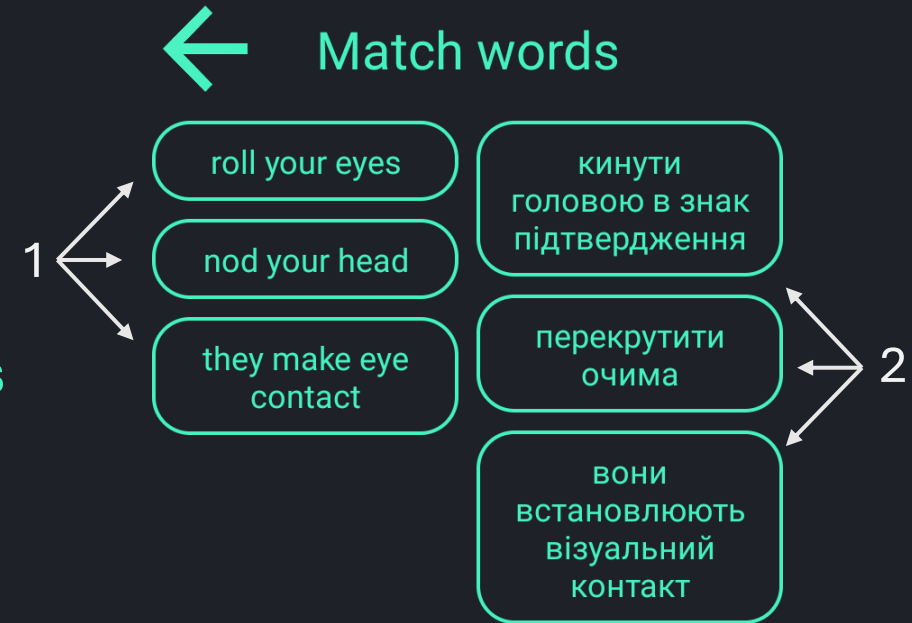 Match words
roll your eyes
nod your head
they make eye
contact
1
кинути
головою в знак
підтвердження
перекрутити
очима
вони
встановлюють
візуальний
контакт
2
s